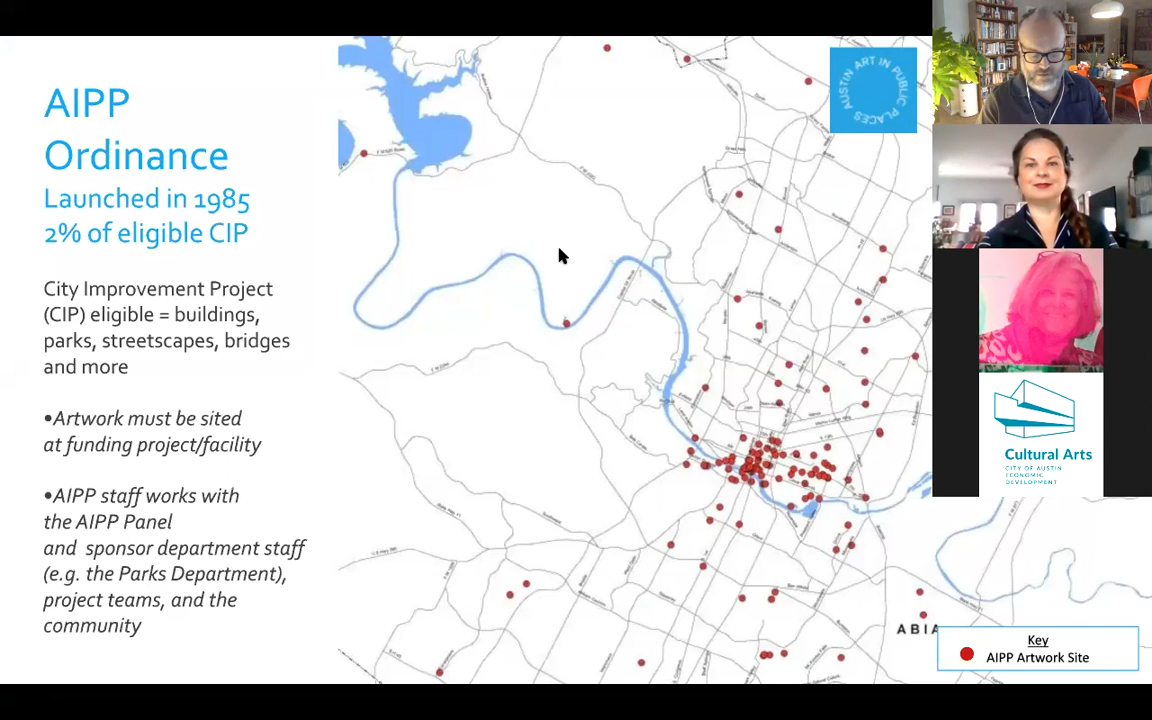 AIPP
Ordinance
Launched in 1985
2% of eligible CIP
City Improvement Project
(CIP) eligible = buildings,
parks, streetscapes, bridges
and more
•Artwork must be sited
at funding project/facility
•AIPP staff works with
the AIPP Panel
and sponsor department staff
(e.g. the Parks Department),
project teams, and the
community
AUSTIN ART IN PUBLIC PLACES
Cultural Arts
CITY OF AUSTIN
ECONOMIC
DEVELOPMENT
ABIA
Key
AIPP Artwork Site